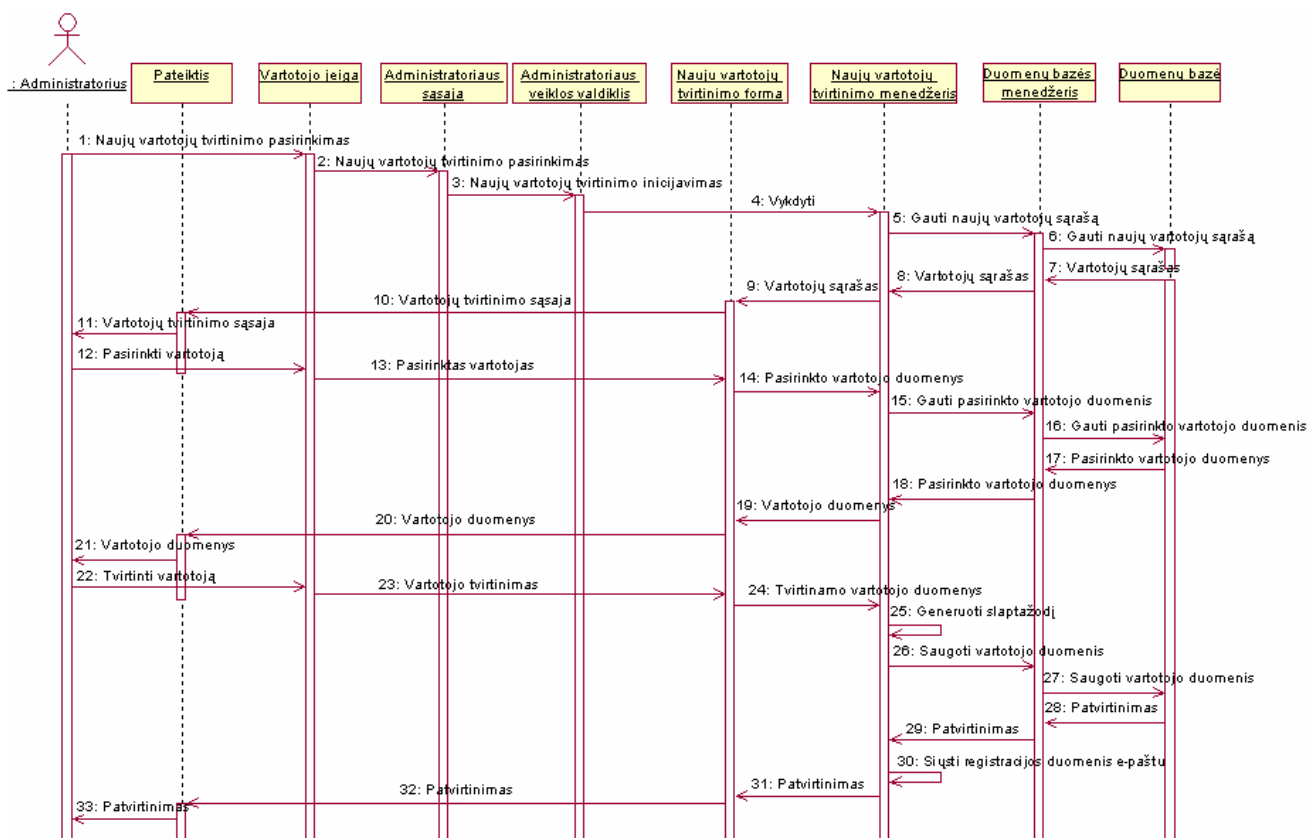 : Administratorius
Pateiktis
Vartotojo įeiga
Administratoriaus
sąsaja
Administratoriaus
veiklos valdiklis
Nauju vartotojų
tvirtinimo forma
Naujų vartotojų
tvirtinimo menedžeris
Duomenų bazės
menedžeris
Duomenų bazė
1: Naujų vartotojų tvirtinimo pasirinkimas
2: Naujų vartotojų tvirtinimo pasirinkimas
3: Naujų vartotojų tvirtinimo inicijavimas
4: Vykdyti
5: Gauti naujų vartotojų sąrašą
6: Gauti naujų vartotojų sąrašą
7: Vartotojų sąrašas
8: Vartotojų sąrašas
9: Vartotojų sąrašas
10: Vartotojų tvirtinimo sąsaja
11: Vartotojų tvirtinimo sąsaja
12: Pasirinkti vartotoją
13: Pasirinktas vartotojas
14: Pasirinkto vartotojo duomenys
15: Gauti pasirinkto vartotojo duomenis
16: Gauti pasirinkto vartotojo duomenis
17: Pasirinkto vartotojo duomenys
18: Pasirinkto vartotojo duomenys
19: Vartotojo duomenys
20: Vartotojo duomenys
21: Vartotojo duomenys
22: Tvirtinti vartotoją
23: Vartotojo tvirtinimas
24: Tvirtinamo vartotojo duomenys
25: Generuoti slaptažodį
26: Saugoti vartotojo duomenis
27: Saugoti vartotojo duomenis
28: Patvirtinimas
29: Patvirtinimas
30: Siųsti registracijos duomenis e-paštu
31: Patvirtinimas
32: Patvirtinimas
33: Patvirtinimas